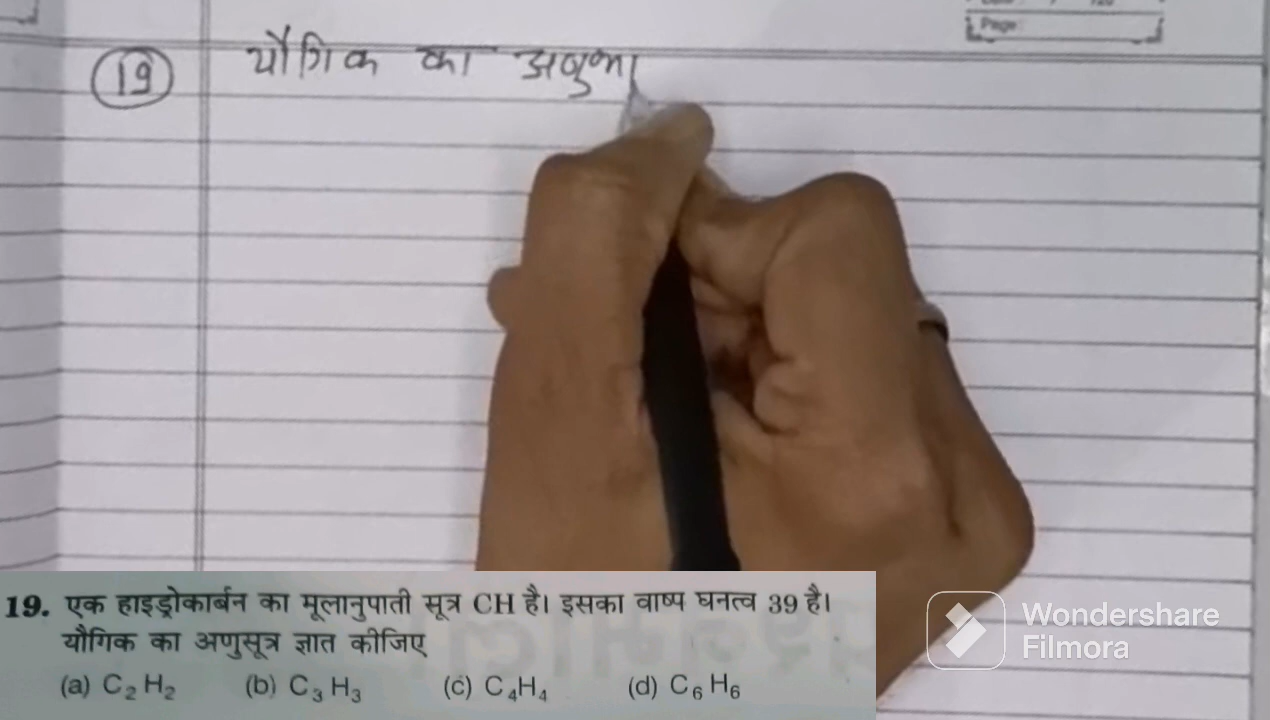 Page:
19 यौगिक का अणुभा
19. एक हाइड्रोकार्बन का मूलानुपाती सूत्र CH है। इसका वाष्प घनत्व 39 है।
यौगिक का अणुसूत्र ज्ञात कीजिए
(a) C₂H₂ (b) C₃H₃ (c) C₄H₄ (d) C₆H₆
Wondershare
Filmora